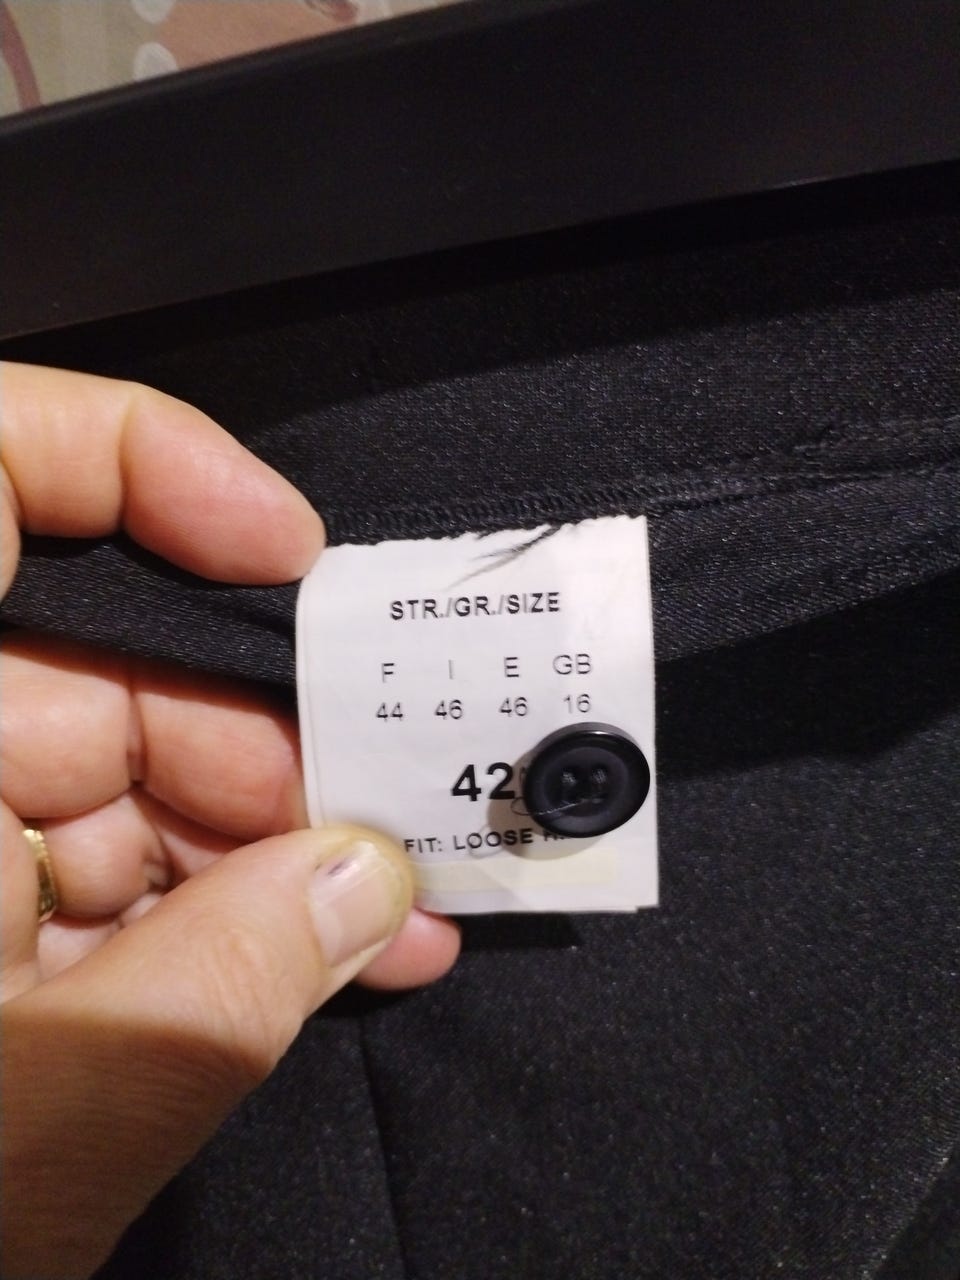 STR./GR./SIZE
F I E GB
44 46 46 16
42
FIT: LOOSE